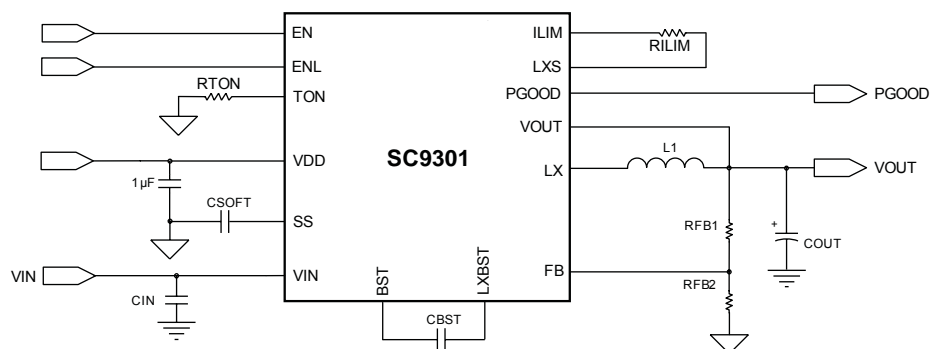 EN
ILIM
RILIM
ENL
LXS
RTON
TON
PGOOD
PGOOD
VOUT
SC9301
L1
VDD
LX
VOUT
1µF
CSOFT
SS
RFB1
+
COUT
VIN
VIN
FB
CIN
BST
LXBST
RFB2
CBST